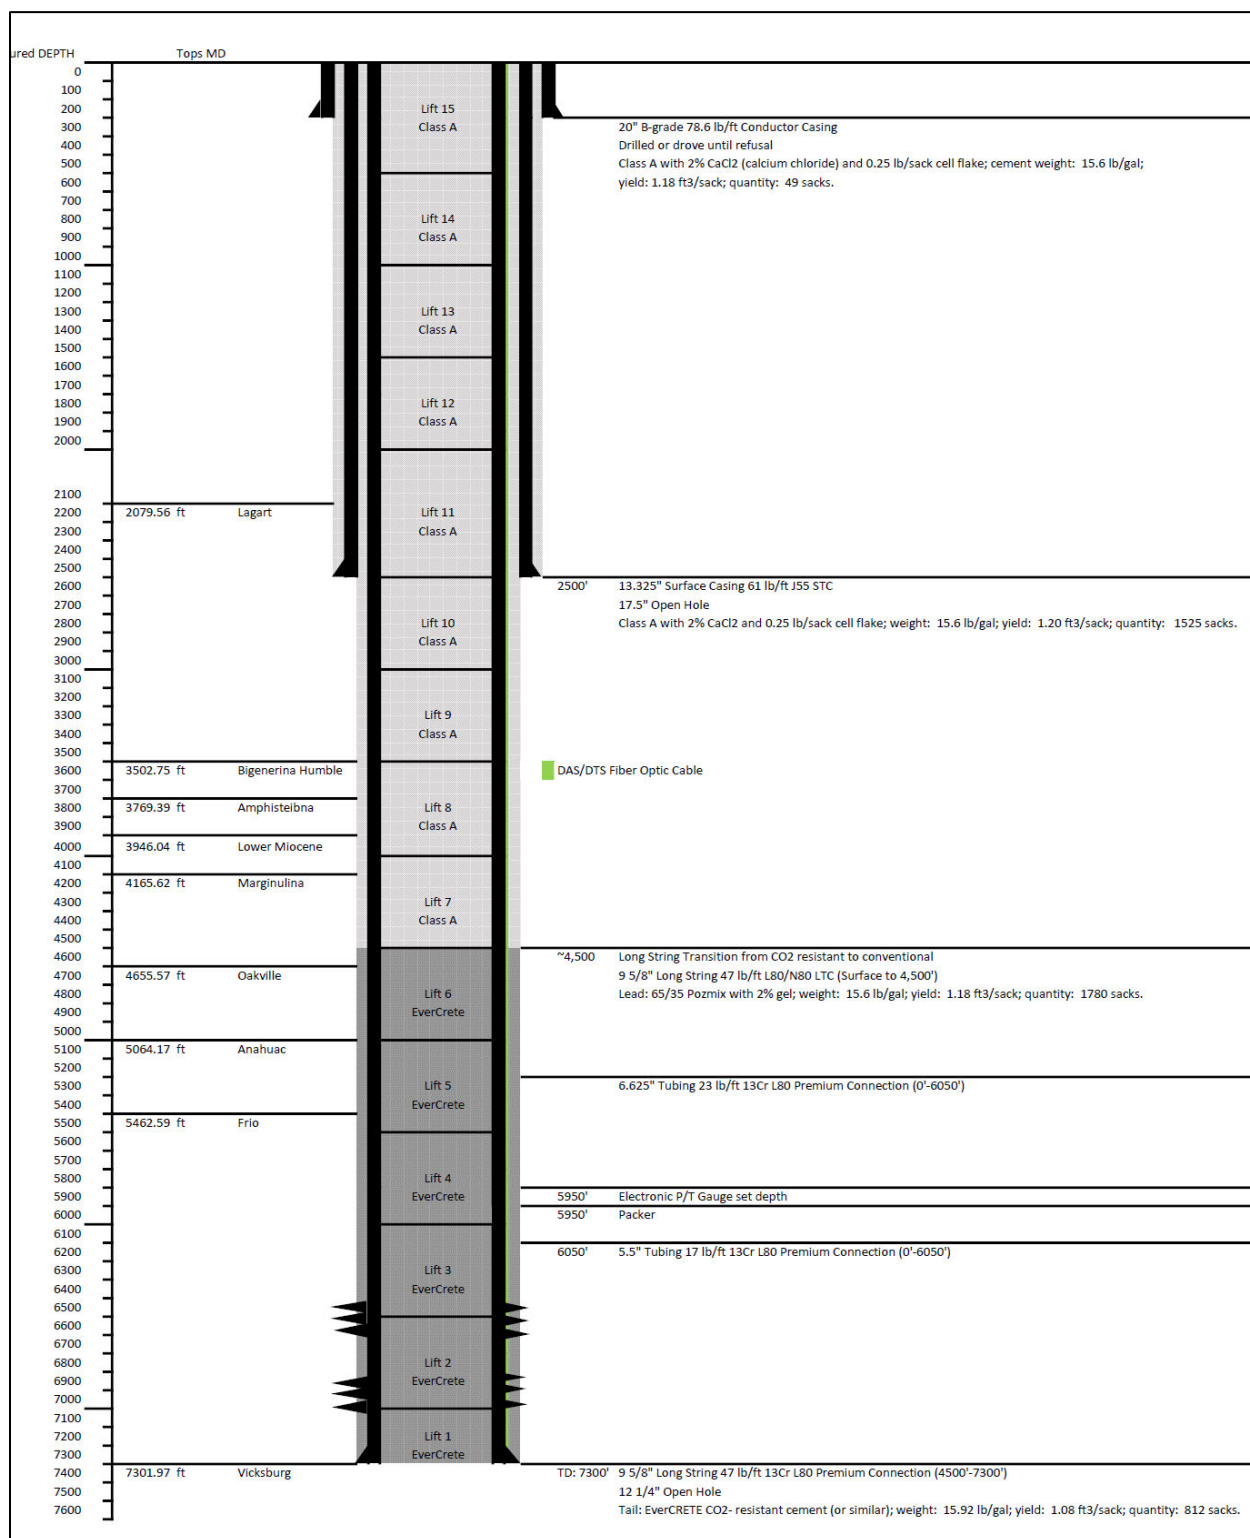 ured DEPTH Tops MD
0
100
200
300
400
500
600
700
800
900
1000
1100
1200
1300
1400
1500
1600
1700
1800
1900
2000
2100
2200
2300
2400
2500
2600
2700
2800
2900
3000
3100
3200
3300
3400
3500
3600
3700
3800
3900
4000
4100
4200
4300
4400
4500
4600
4700
4800
4900
5000
5100
5200
5300
5400
5500
5600
5700
5800
5900
6000
6100
6200
6300
6400
6500
6600
6700
6800
6900
7000
7100
7200
7300
7400
7500
7600
2079.56 ft Lagart
3502.75 ft Bigenerina Humble
3769.39 ft Amphisteibna
3946.04 ft Lower Miocene
4165.62 ft Marginulina
4655.57 ft Oakville
5064.17 ft Anahuac
5462.59 ft Frio
7301.97 ft Vicksburg
Lift 15
Class A
Lift 14
Class A
Lift 13
Class A
Lift 12
Class A
Lift 11
Class A
Lift 10
Class A
Lift 9
Class A
Lift 8
Class A
Lift 7
Class A
Lift 6
EverCrete
Lift 5
EverCrete
Lift 4
EverCrete
Lift 3
EverCrete
Lift 2
EverCrete
Lift 1
EverCrete
20" B-grade 78.6 lb/ft Conductor Casing
Drilled or drove until refusal
Class A with 2% CaCl2 (calcium chloride) and 0.25 lb/sack cell flake; cement weight: 15.6 lb/gal;
yield: 1.18 ft3/sack; quantity: 49 sacks.
2500' 13.325" Surface Casing 61 lb/ft J55 STC
17.5" Open Hole
Class A with 2% CaCl2 and 0.25 lb/sack cell flake; weight: 15.6 lb/gal; yield: 1.20 ft3/sack; quantity: 1525 sacks.
DAS/DTS Fiber Optic Cable
~4,500 Long String Transition from CO2 resistant to conventional
9 5/8" Long String 47 lb/ft L80/N80 LTC (Surface to 4,500')
Lead: 65/35 Pozmix with 2% gel; weight: 15.6 lb/gal; yield: 1.18 ft3/sack; quantity: 1780 sacks.
6.625" Tubing 23 lb/ft 13Cr L80 Premium Connection (0'-6050')
5950' Electronic P/T Gauge set depth
5950' Packer
6050' 5.5" Tubing 17 lb/ft 13Cr L80 Premium Connection (0'-6050')
TD: 7300' 9 5/8" Long String 47 lb/ft 13Cr L80 Premium Connection (4500'-7300')
12 1/4" Open Hole
Tail: EverCRETE CO2- resistant cement (or similar); weight: 15.92 lb/gal; yield: 1.08 ft3/sack; quantity: 812 sacks.